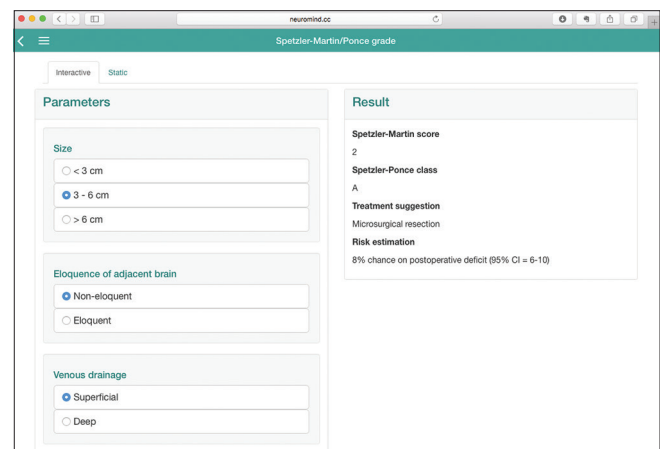 neuromind.cc
Spetzler-Martin/Ponce grade
Interactive Static
Parameters
Size
< 3 cm
3 - 6 cm
> 6 cm
Eloquence of adjacent brain
Non-eloquent
Eloquent
Venous drainage
Superficial
Deep
Result
Spetzler-Martin score
2
Spetzler-Ponce class
A
Treatment suggestion
Microsurgical resection
Risk estimation
8% chance on postoperative deficit (95% CI = 6-10)